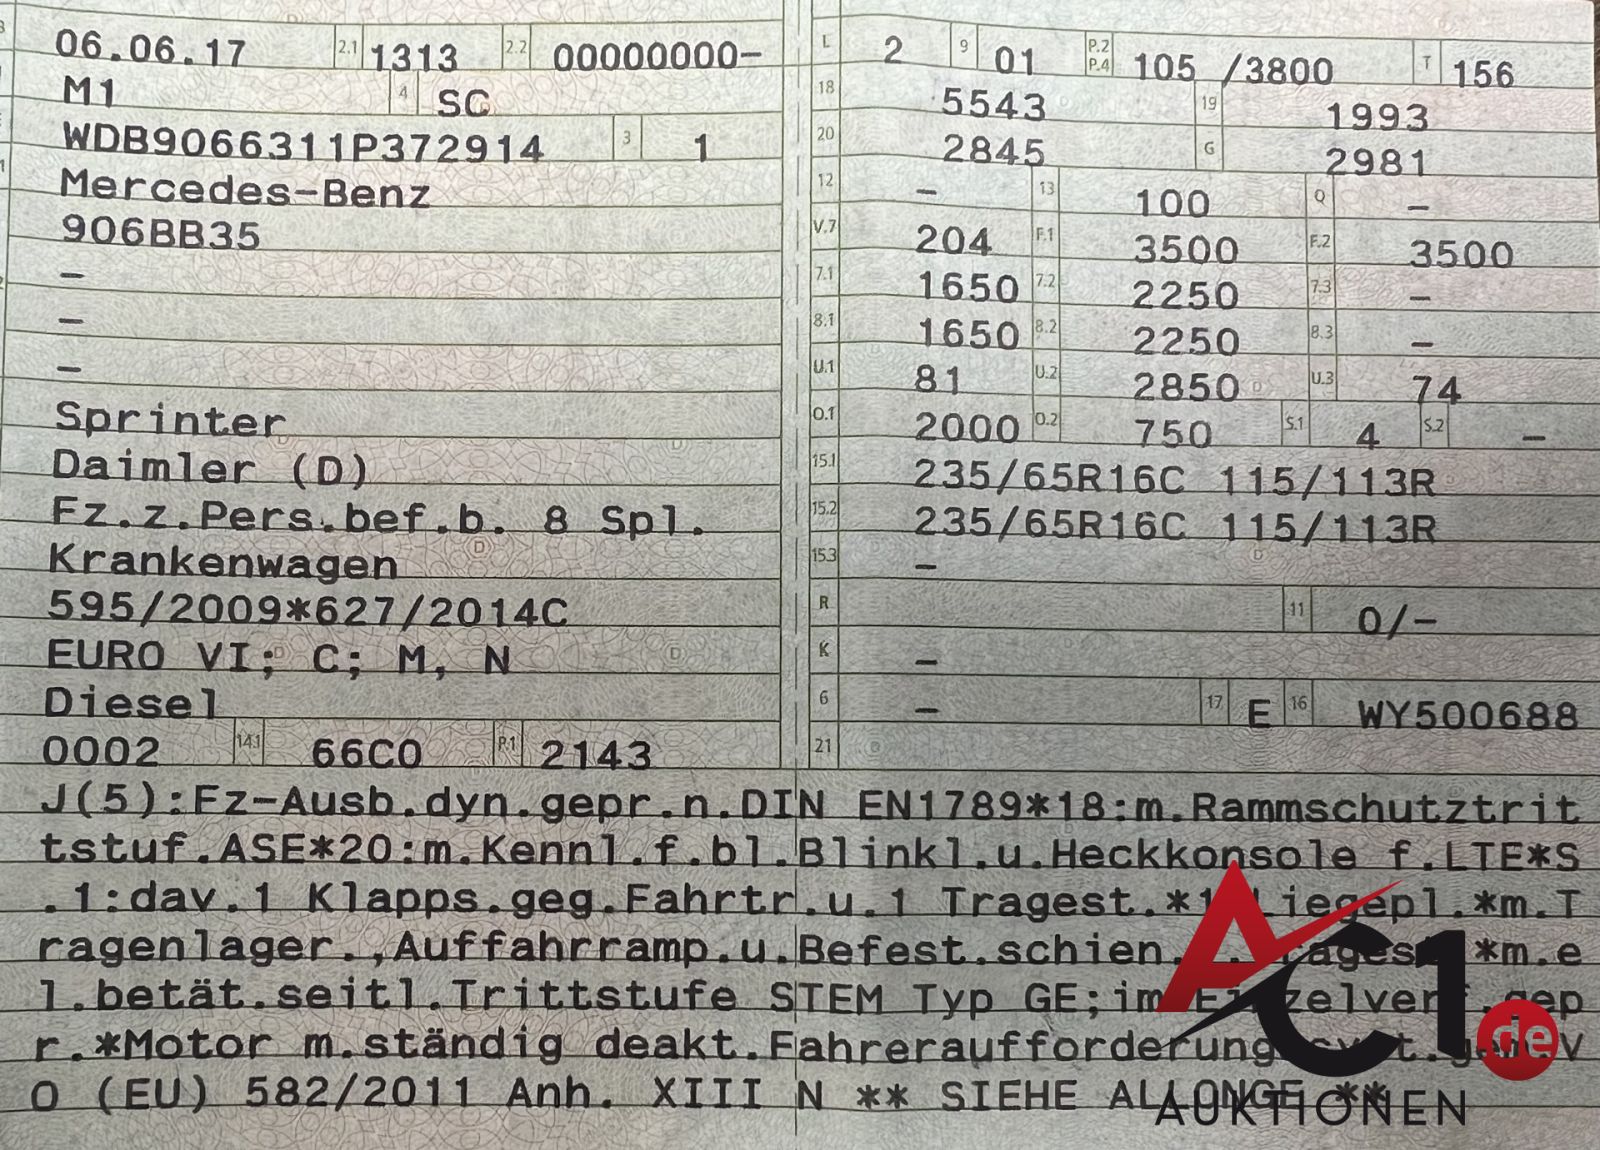 06.06.17 2.1 1313 2.2 00000000-
M1 4 SC
WDB9066311P372914 3 1
Mercedes-Benz
906BB35
-
-
-
Sprinter
Daimler (D)
Fz.z.Pers.bef.b. 8 Spl.
Krankenwagen
595/2009*627/2014C
EURO VI; C; M, N
Diesel
0002 14.1 66C0 P.1 2143
L 2 9 01 P.2 P.4 105 /3800 T 156
18 5543 19 1993
20 2845 G 2981
12 - 13 100 Q -
V.7 204 F.1 3500 F.2 3500
7.1 1650 7.2 2250 7.3 -
8.1 1650 8.2 2250 8.3 -
U.1 81 U.2 2850 U.3 74
O.1 2000 O.2 750 S.1 4 S.2 -
15.1 235/65R16C 115/113R
15.2 235/65R16C 115/113R
15.3 -
R 11 0/-
K -
6 - 17 E 16 WY500688
21
J(5):Fz-Ausb.dyn.gepr.n.DIN EN1789*18:m.Rammschutztrit
tstuf.ASE*20:m.Kennl.f.bl.Blinkl.u.Heckkonsole f.LTE*S
.1:dav.1 Klapps.geg.Fahrtr.u.1 Tragest.*1 Liegepl.*m.T
ragenlager.,Auffahrramp.u.Befest.schien. *m.e
l.betät.seitl.Trittstufe STEM Typ GE;im Einzelverf.gep
r.*Motor m.ständig deakt.Fahreraufforderung V
O (EU) 582/2011 Anh. XIII N ** SIEHE ALLONGE **
AC1.de
AUKTIONEN